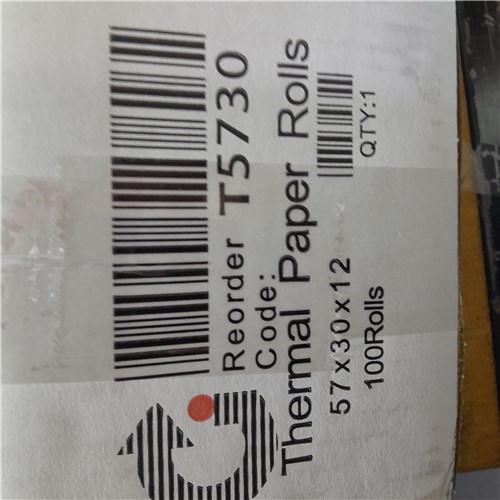 Reorder T5730
Code:
Thermal Paper Rolls
57x30x12
100Rolls
QTY:1